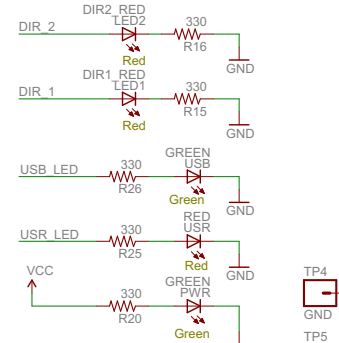 DIR2_RED
DIR_2
LED2
330
Red
R16
GND
DIR1_RED
DIR_1
LED1
330
Red
R15
GND
GREEN
USB_LED
330
USB
R26
Green
GND
RED
USR_LED
330
USR
R25
Red
GND
VCC
GREEN
TP4
330
PWR
R20
GND
Green
TP5